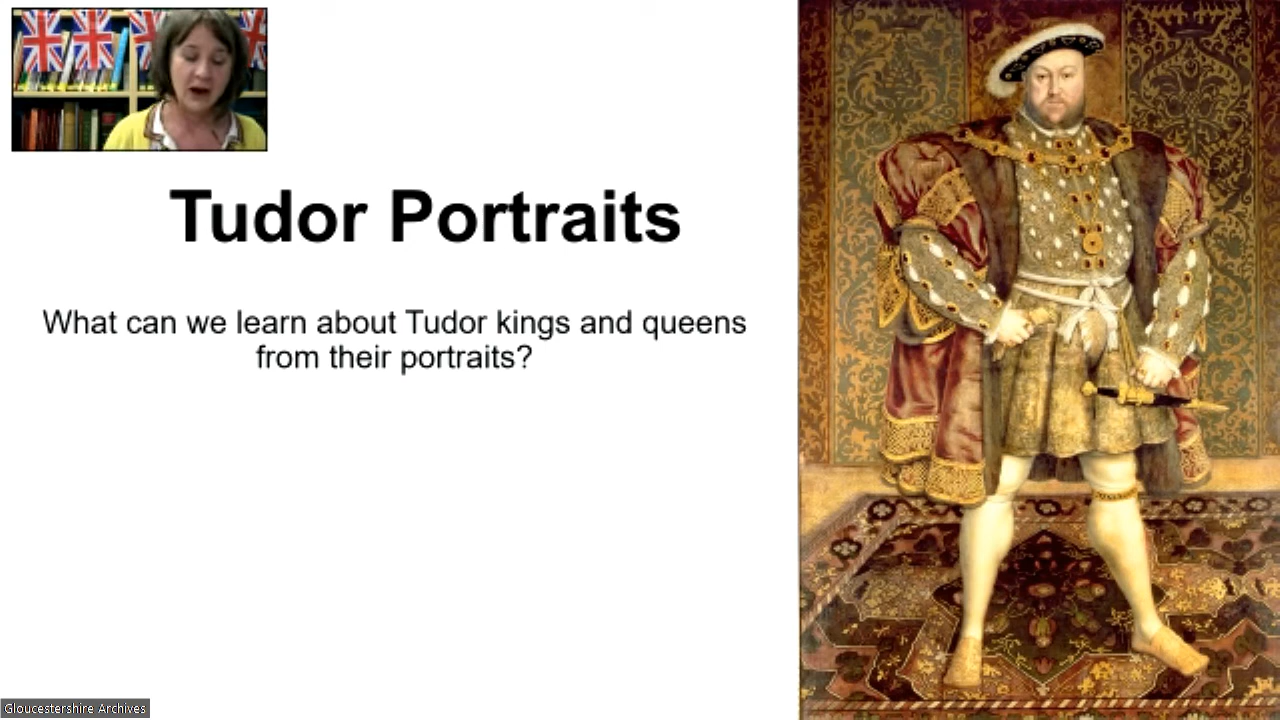 Tudor Portraits
What can we learn about Tudor kings and queens
from their portraits?
Gloucestershire Archives